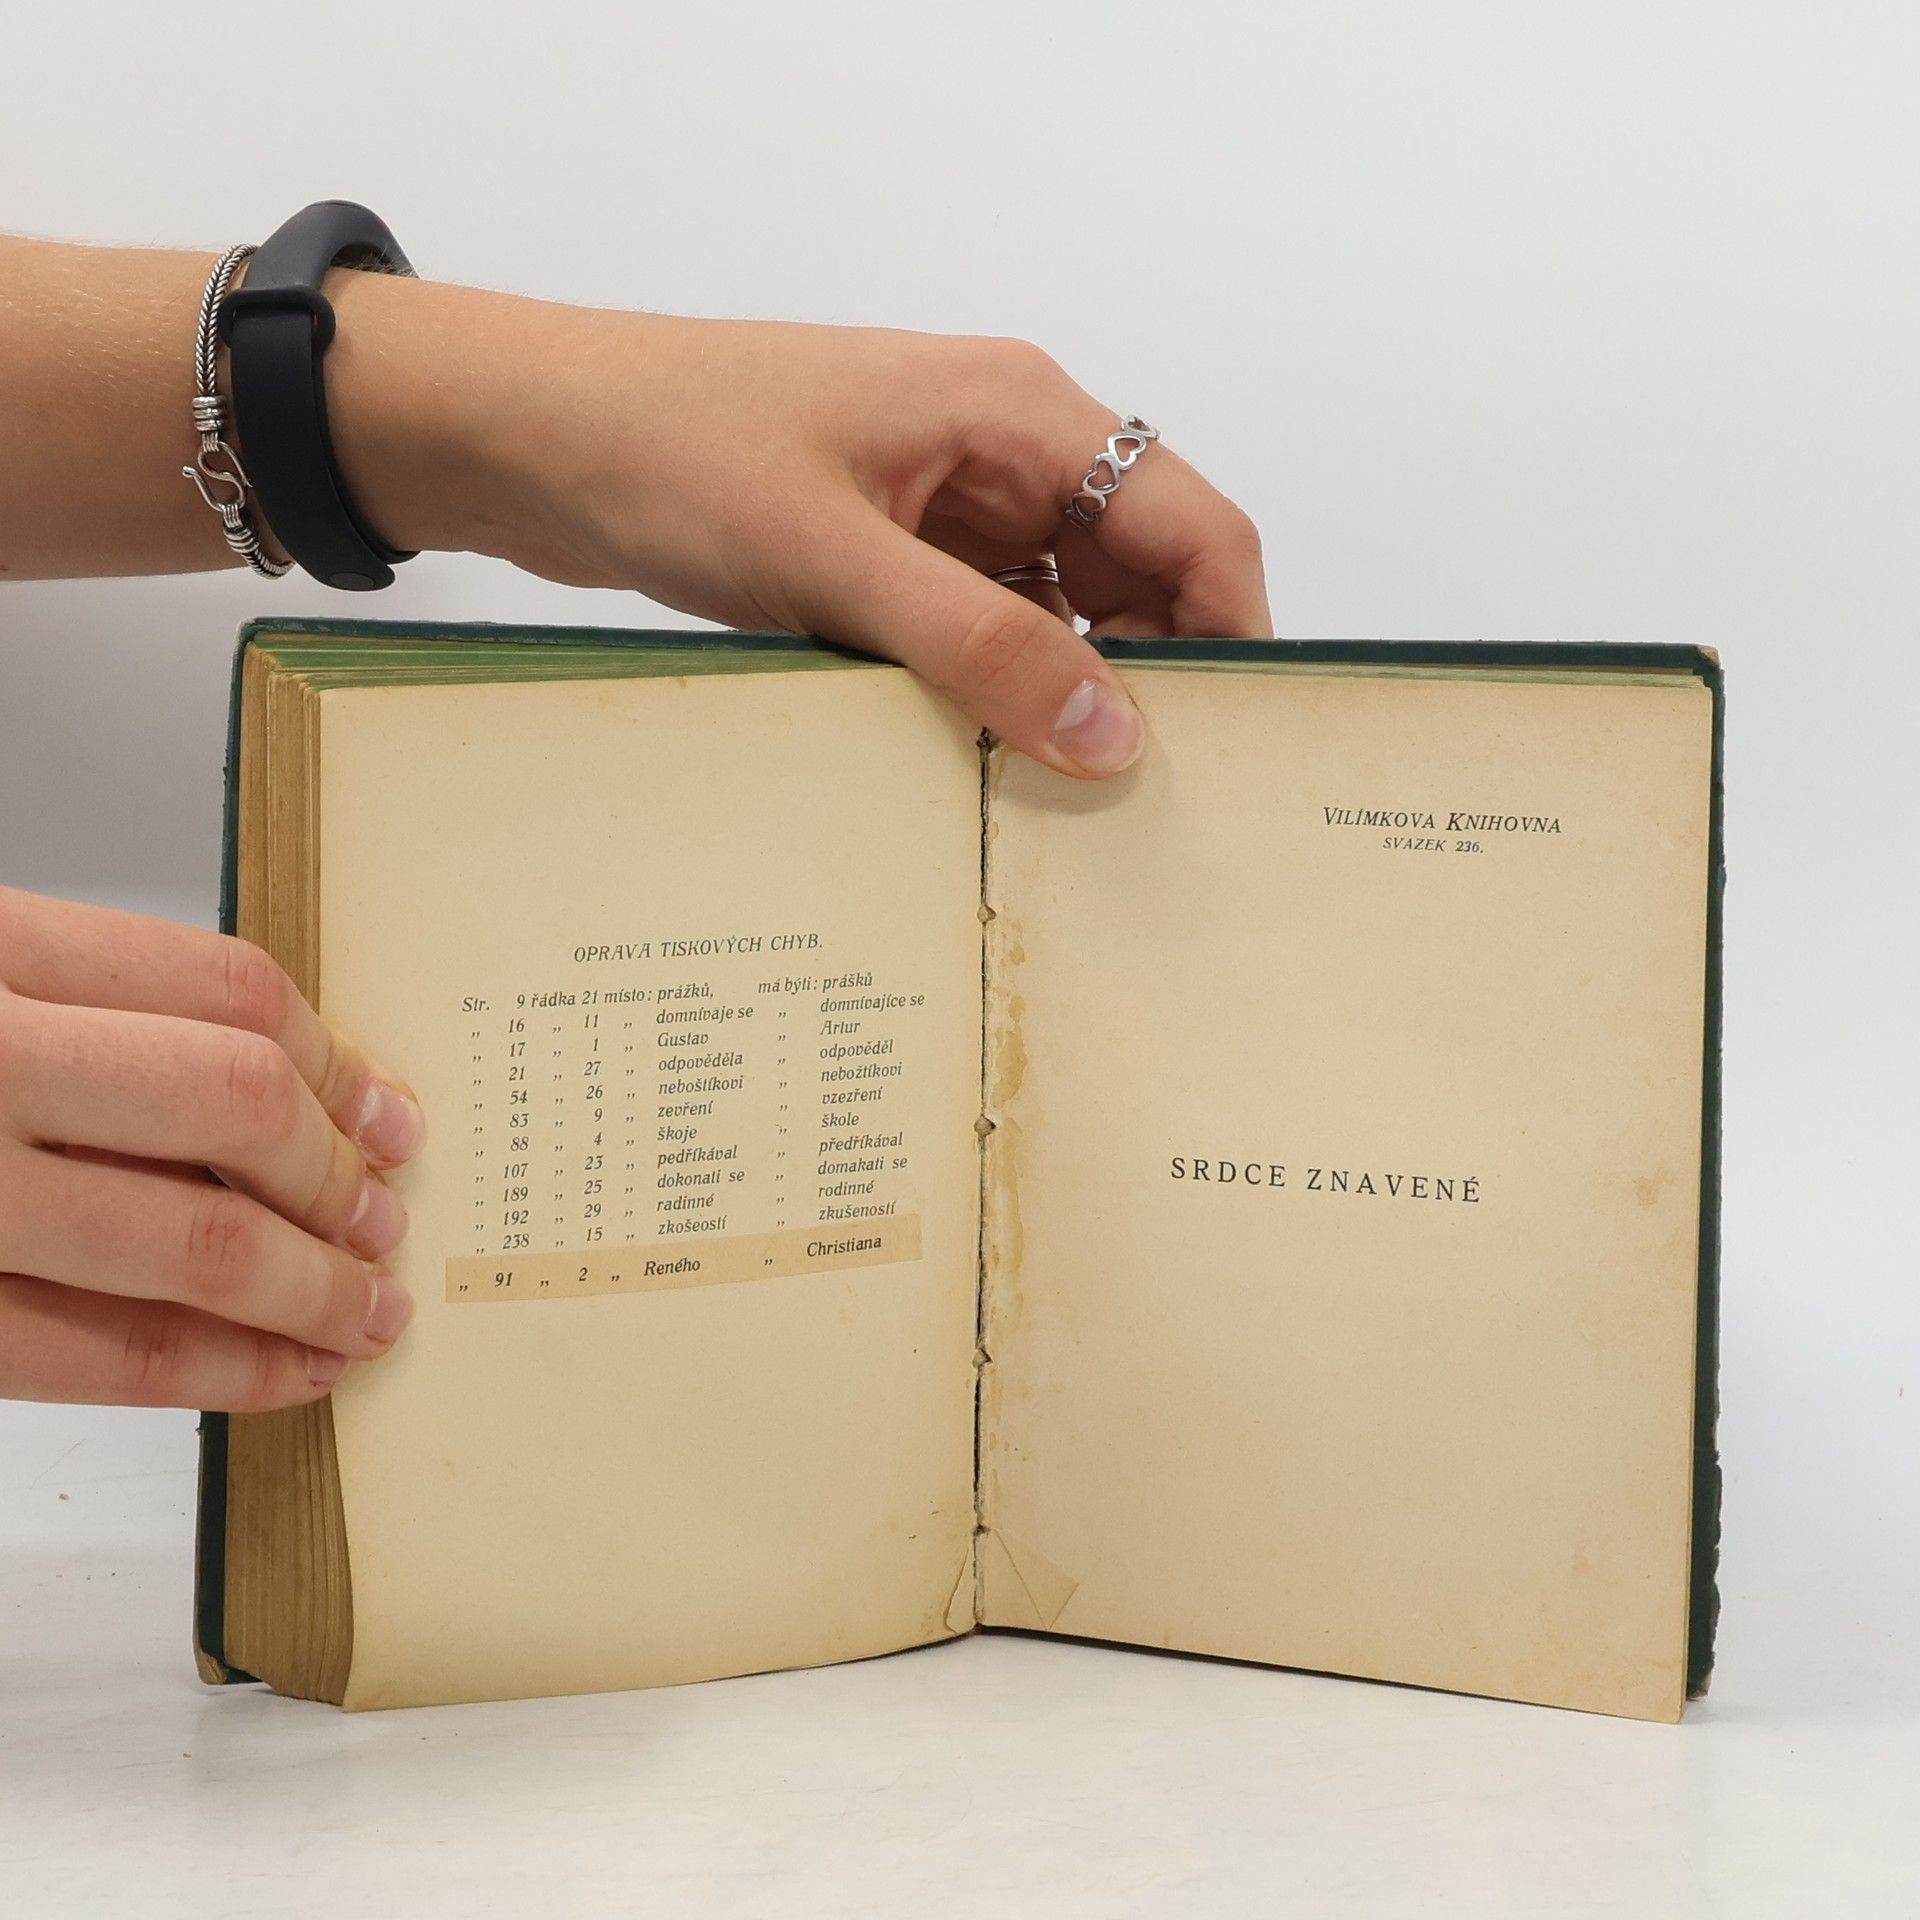 OPRAVA TISKOVÝCH CHYB.
Str. 9 řádka 21 místo: prážků, má býti: prášků
„ 16 „ 11 „ domnívaje se „ domnívajíce se
„ 17 „ 1 „ Gustav „ Artur
„ 21 „ 27 „ odpověděla „ odpověděl
„ 54 „ 26 „ neboštíkovi „ nebožtíkovi
„ 83 „ 9 „ zevření „ vzezření
„ 88 „ 4 „ škoje „ škole
„ 107 „ 23 „ pedříkával „ předříkával
„ 189 „ 25 „ dokonati se „ domakati se
„ 192 „ 29 „ radinné „ rodinné
„ 238 „ 15 „ zkošeostí „ zkušeností
„ 91 „ 2 „ Reného „ Christiana
VILÍMKOVA KNIHOVNA
SVAZEK 236.
SRDCE ZNAVENÉ